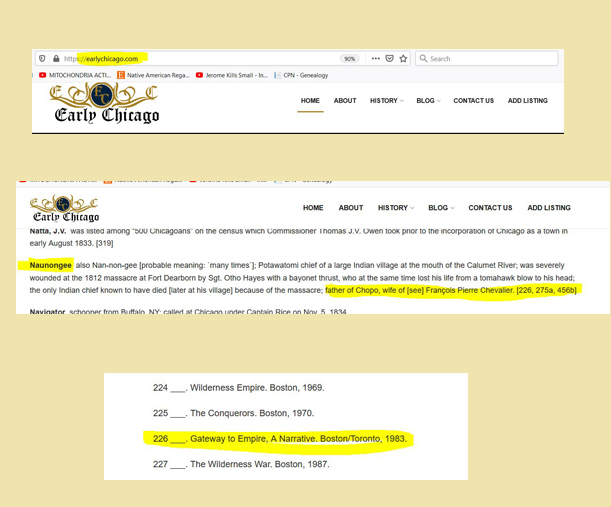 https://earlychicago.com
90%
Search
MITOCHONDRIA ACTI...
Native American Rega...
Jerome Kills Small - In...
CPN - Genealogy
E C C
Early Chicago
HOME
ABOUT
HISTORY
BLOG
CONTACT US
ADD LISTING
Early Chicago
HOME
ABOUT
HISTORY
BLOG
CONTACT US
ADD LISTING
Natta, J.V. was listed among “500 Chicagoans” on the census which Commissioner Thomas J.V. Owen took prior to the incorporation of Chicago as a town in
early August 1833. [319]
Naunongee also Nan-non-gee [probable meaning: ´many times´]; Potawatomi chief of a large Indian village at the mouth of the Calumet River; was severely
wounded at the 1812 massacre at Fort Dearborn by Sgt. Otho Hayes with a bayonet thrust, who at the same time lost his life from a tomahawk blow to his head;
the only Indian chief known to have died [later at his village] because of the massacre; father of Chopo, wife of [see] François Pierre Chevalier. [226, 275a, 456b]
Navigator schooner from Buffalo, NY; called at Chicago under Captain Rice on Nov. 5, 1834
224 ___. Wilderness Empire. Boston, 1969.
225 ___. The Conquerors. Boston, 1970.
226 ___. Gateway to Empire, A Narrative. Boston/Toronto, 1983.
227 ___. The Wilderness War. Boston, 1987.